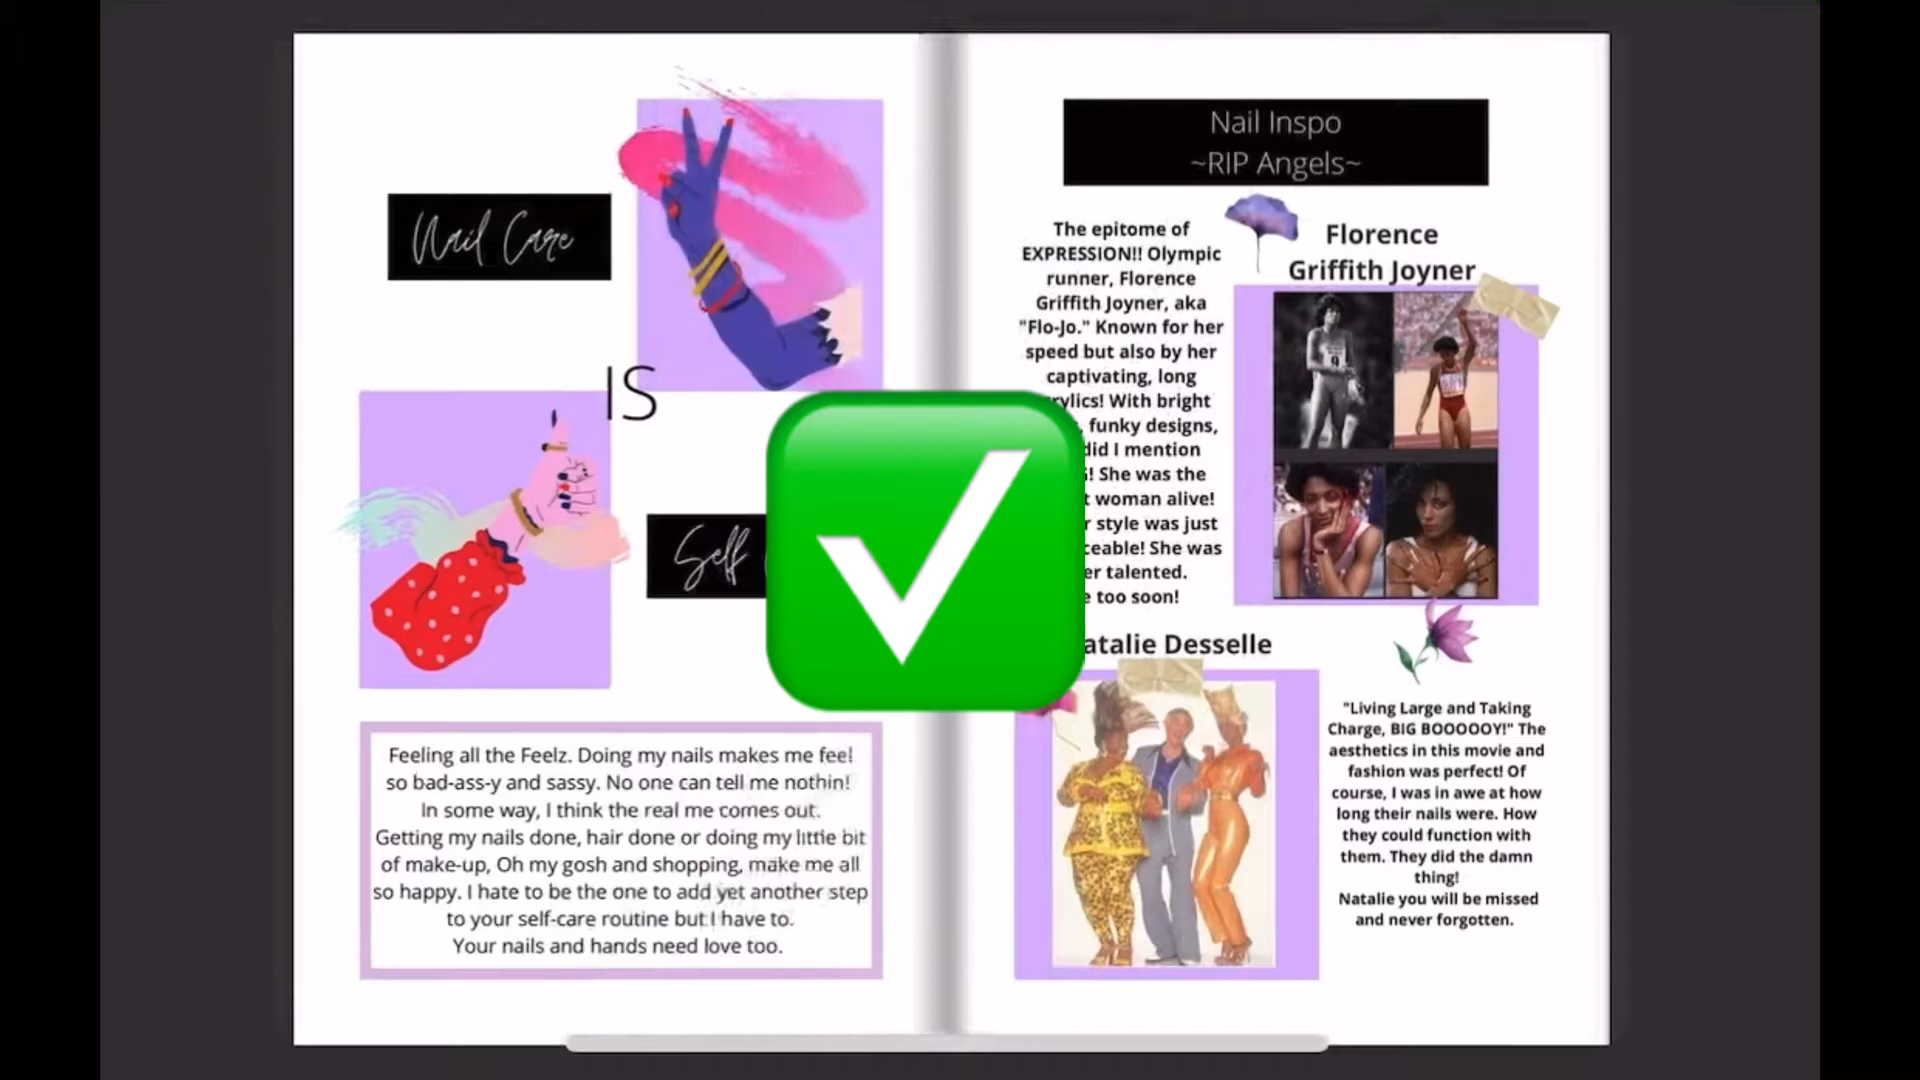 Nail Care
IS
Self
Feeling all the Feelz. Doing my nails makes me feel
so bad-ass-y and sassy. No one can tell me nothin!
In some way, I think the real me comes out.
Getting my nails done, hair done or doing my little bit
of make-up, Oh my gosh and shopping, make me all
so happy. I hate to be the one to add yet another step
to your self-care routine but I have to.
Your nails and hands need love too.
Nail Inspo
~RIP Angels~
The epitome of
EXPRESSION!! Olympic
runner, Florence
Griffith Joyner, aka
"Flo-Jo." Known for her
speed but also by her
captivating, long
With bright
funky designs,
did I mention
She was the
woman alive!
style was just
She was
talented.
too soon!
Florence
Griffith Joyner
Desselle
"Living Large and Taking
Charge, BIG BOOOOOY!" The
aesthetics in this movie and
fashion was perfect! Of
course, I was in awe at how
long their nails were. How
they could function with
them. They did the damn
thing!
Natalie you will be missed
and never forgotten.